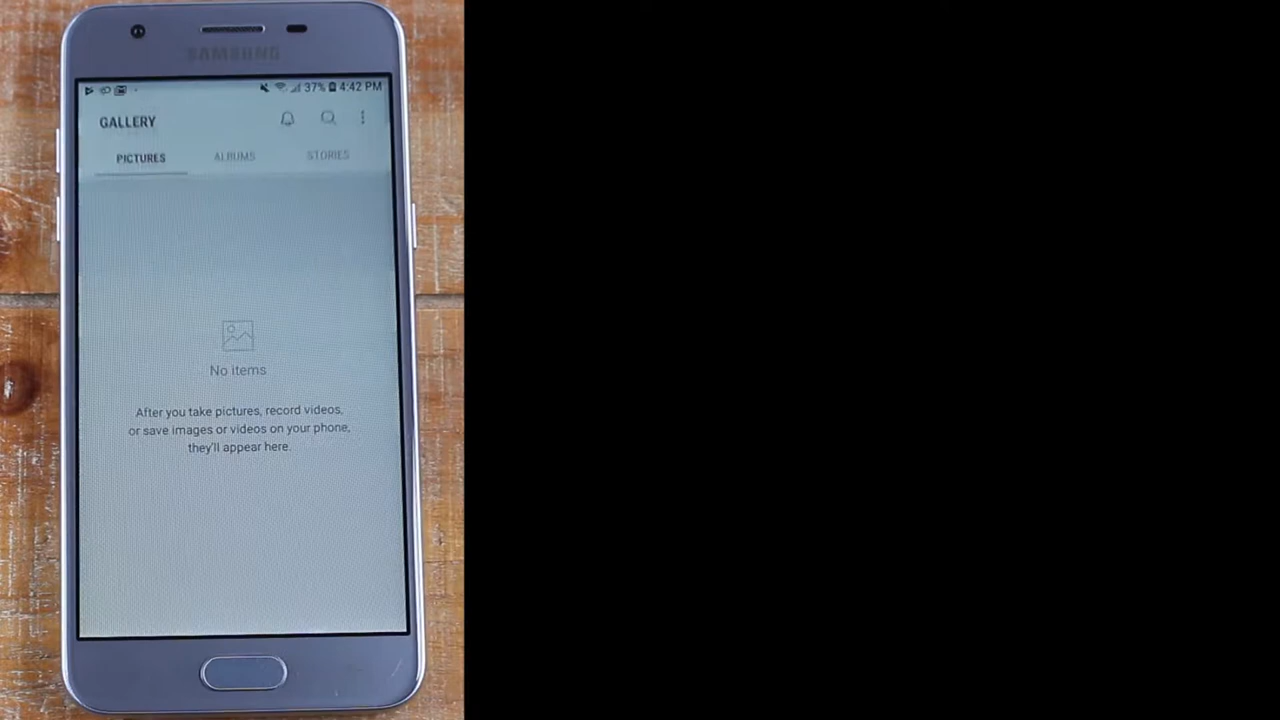 SAMSUNG
37% 4:42 PM
GALLERY
PICTURES ALBUMS STORIES
No items
After you take pictures, record videos,
or save images or videos on your phone,
they'll appear here.